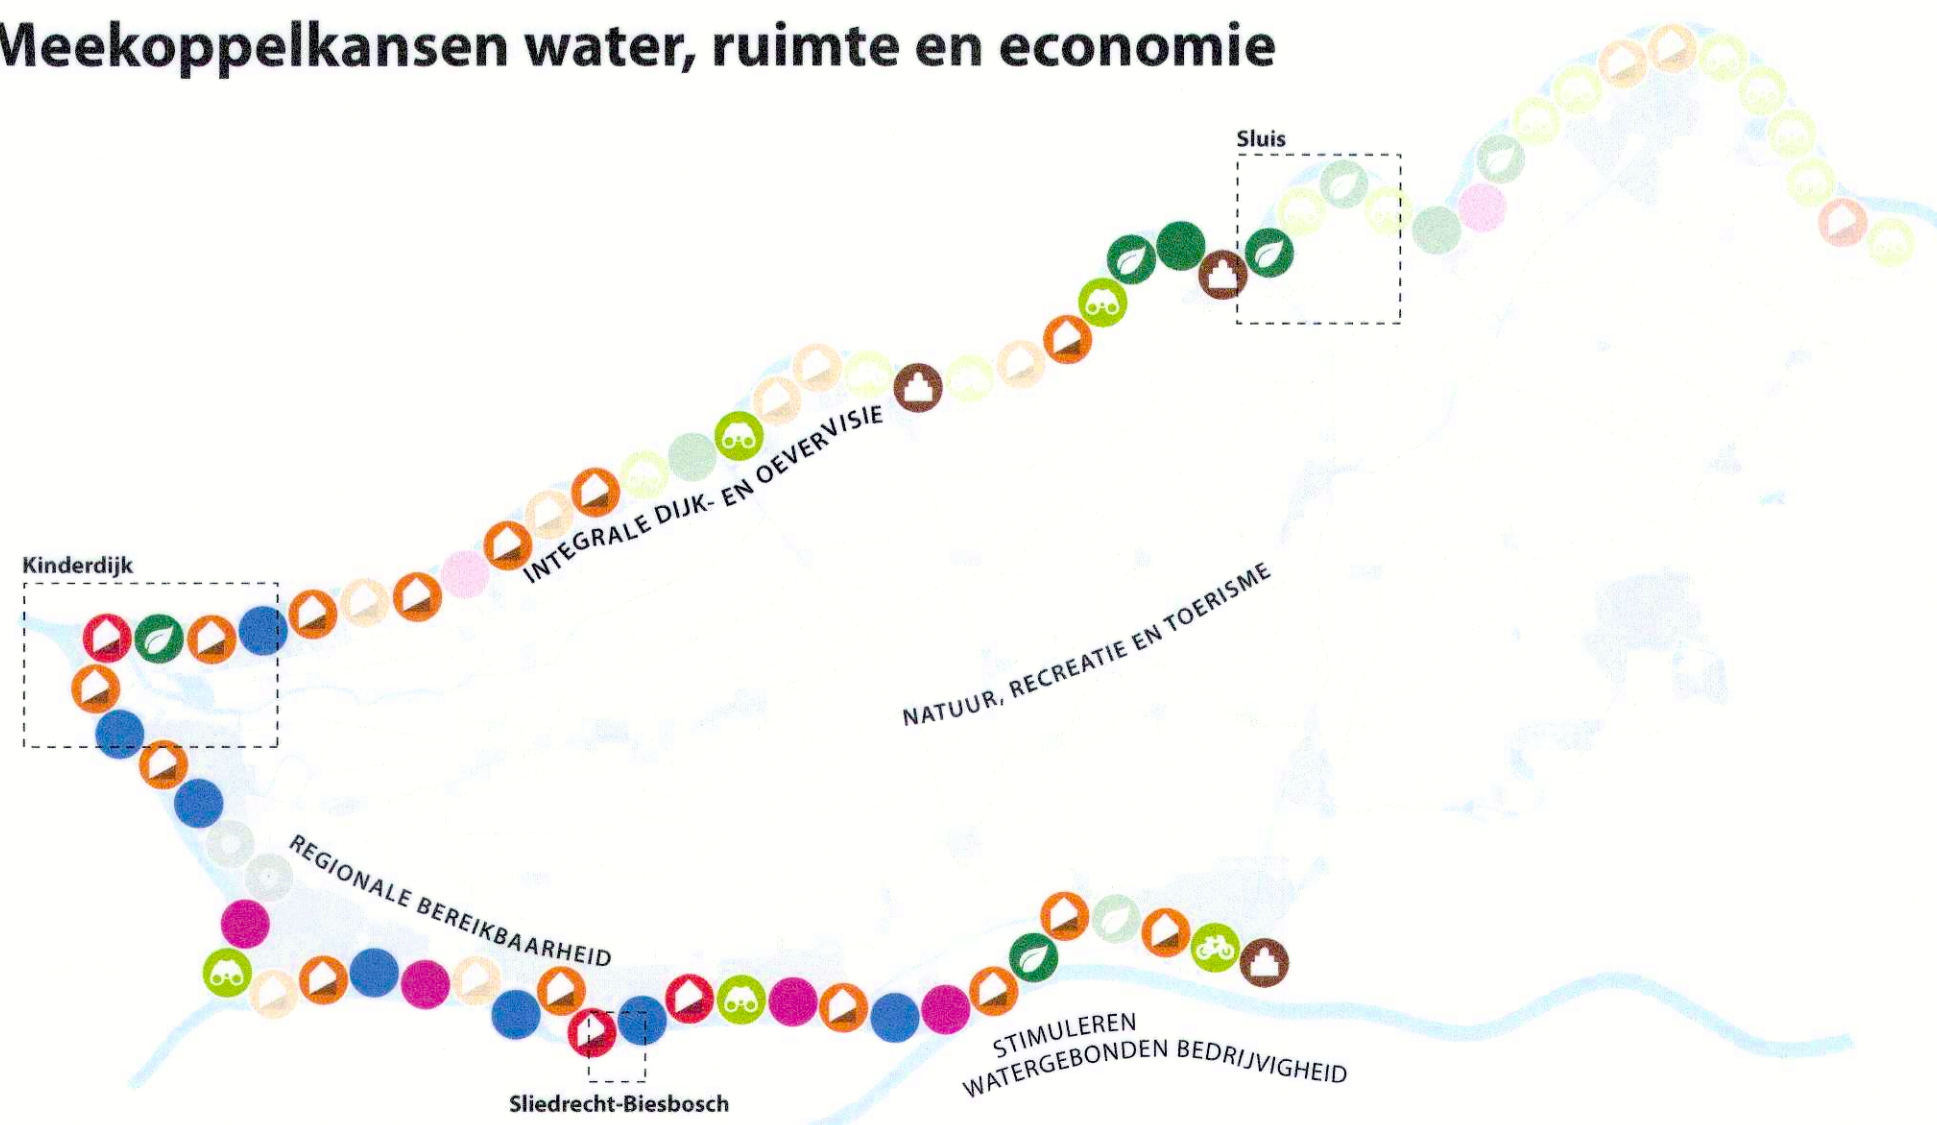 Meekoppelkansen water, ruimte en economie
Sluis
INTEGRALE DIJK- EN OEVERVISIE
Kinderdijk
NATUUR, RECREATIE EN TOERISME
REGIONALE BEREIKBAARHEID
STIMULEREN
WATERGEBONDEN BEDRIJVIGHEID
Sliedrecht-Biesbosch